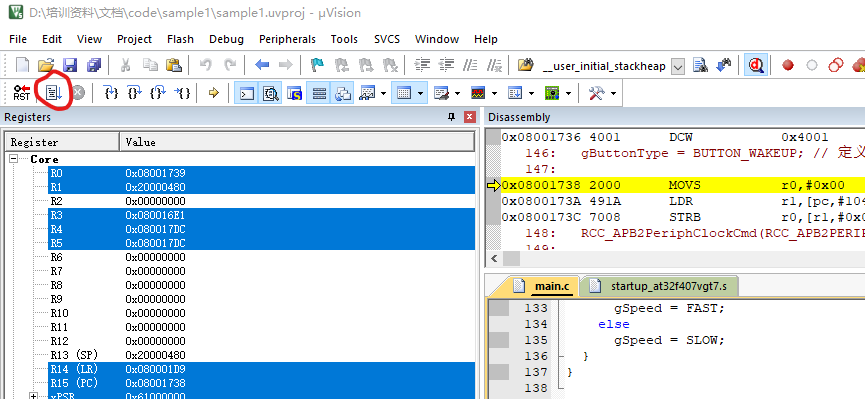 D:\培训资料\文档\code\sample1\sample1.uvproj - µVision
File Edit View Project Flash Debug Peripherals Tools SVCS Window Help
__user_initial_stackheap
RST
Registers
Register Value
Core
R0 0x08001739
R1 0x20000480
R2 0x00000000
R3 0x080016E1
R4 0x080017DC
R5 0x080017DC
R6 0x00000000
R7 0x00000000
R8 0x00000000
R9 0x00000000
R10 0x00000000
R11 0x00000000
R12 0x00000000
R13 (SP) 0x20000480
R14 (LR) 0x080001D9
R15 (PC) 0x08001738
xPSR 0x61000000
Disassembly
0x08001736 4001 DCW 0x4001
146: gButtonType = BUTTON_WAKEUP; // 定义
147:
0x08001738 2000 MOVS r0,#0x00
0x0800173A 491A LDR r1,[pc,#104
0x0800173C 7008 STRB r0,[r1,#0x0
148: RCC_APB2PeriphClockCmd(RCC_APB2PERI
149:
main.c startup_at32f407vgt7.s
133 gSpeed = FAST;
134 else
135 gSpeed = SLOW;
136 }
137 }
138